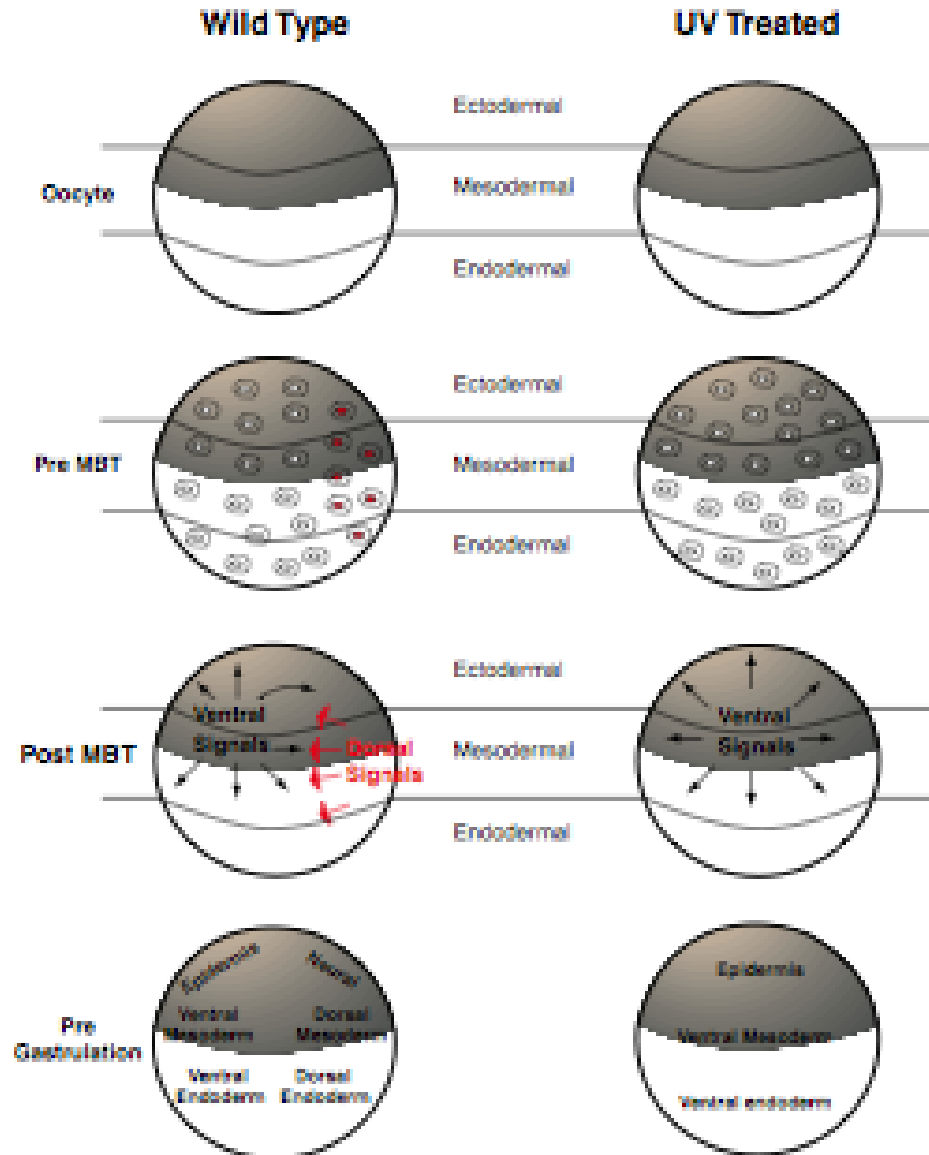 Wild Type
UV Treated
Oocyte
Ectodermal
Mesodermal
Endodermal
Pre MBT
Ectodermal
Mesodermal
Endodermal
Post MBT
Ectodermal
Mesodermal
Endodermal
Ventral
Signals
Dorsal
Signals
Ventral
Signals
Pre
Gastrulation
Epidermis
Neural
Ventral
Mesoderm
Dorsal
Mesoderm
Ventral
Endoderm
Dorsal
Endoderm
Epidermis
Ventral Mesoderm
Ventral endoderm